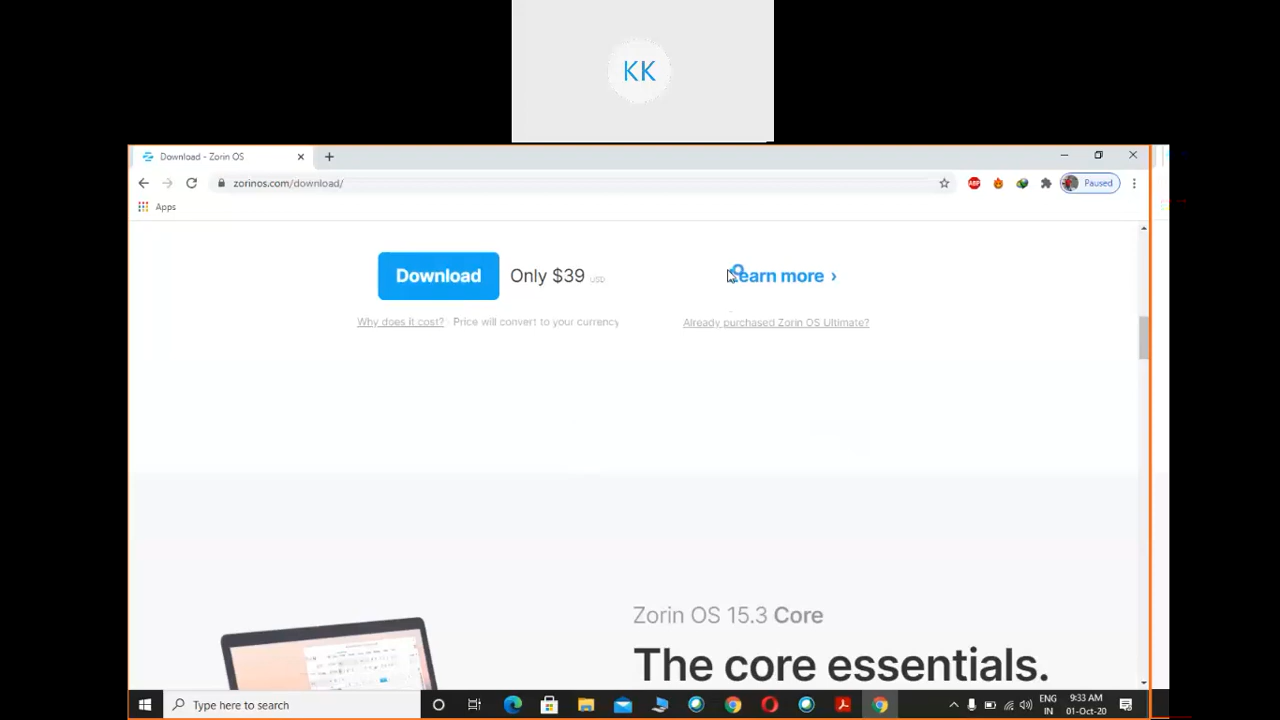 KK
Download - Zorin OS
zorinos.com/download/
Paused
Apps
Download Only $39 USD
Learn more ›
Why does it cost? · Price will convert to your currency
Already purchased Zorin OS Ultimate?
Zorin OS 15.3 Core
The core essentials.
Type here to search
ENG
IN
9:33 AM
01-Oct-20